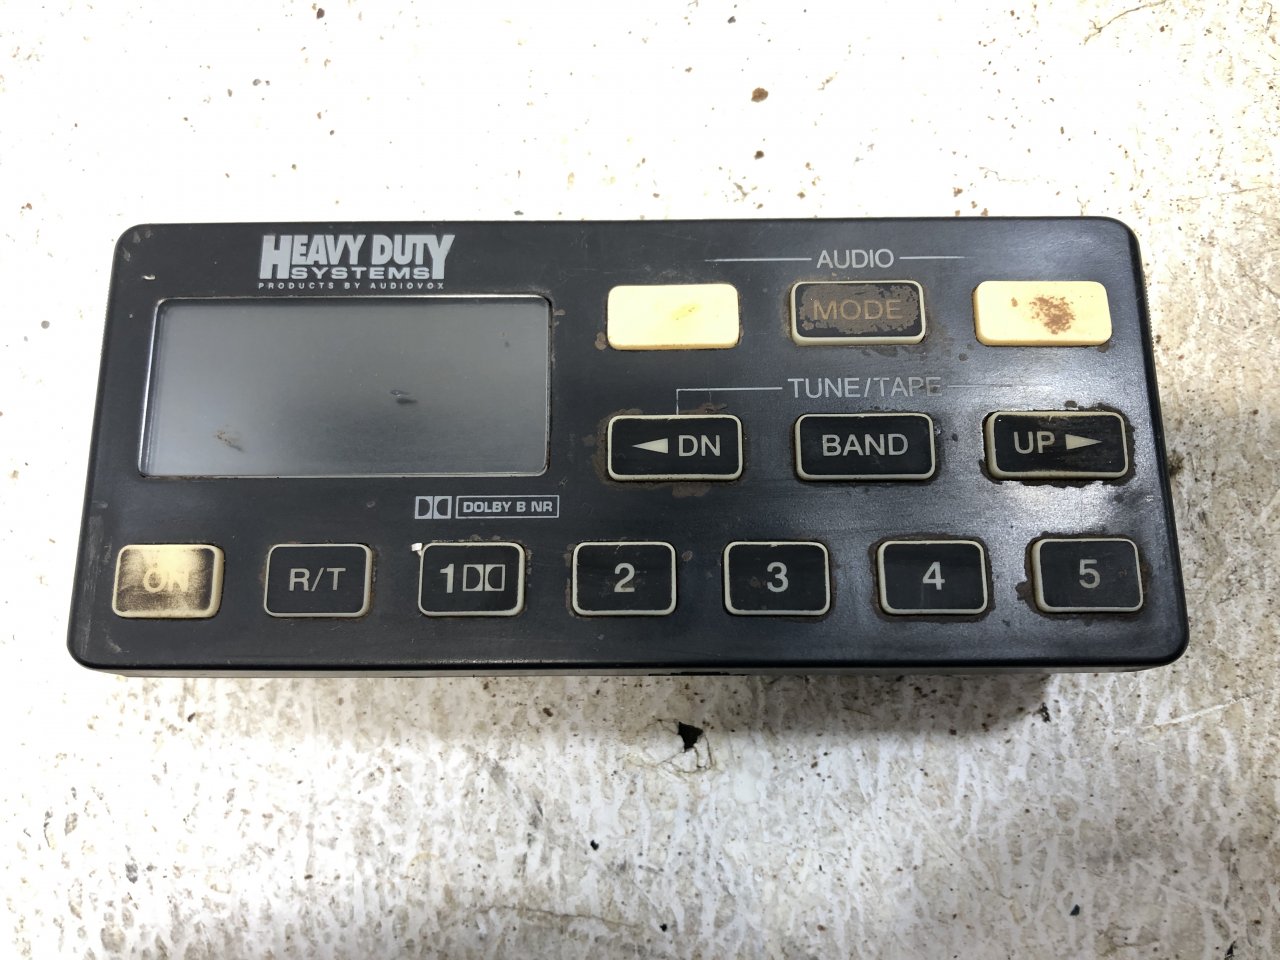 HEAVY DUTY
SYSTEMS
PRODUCTS BY AUDIOVOX
AUDIO
MODE
TUNE/TAPE
◄ DN
BAND
UP ►
DOLBY B NR
ON
R/T
1
2
3
4
5